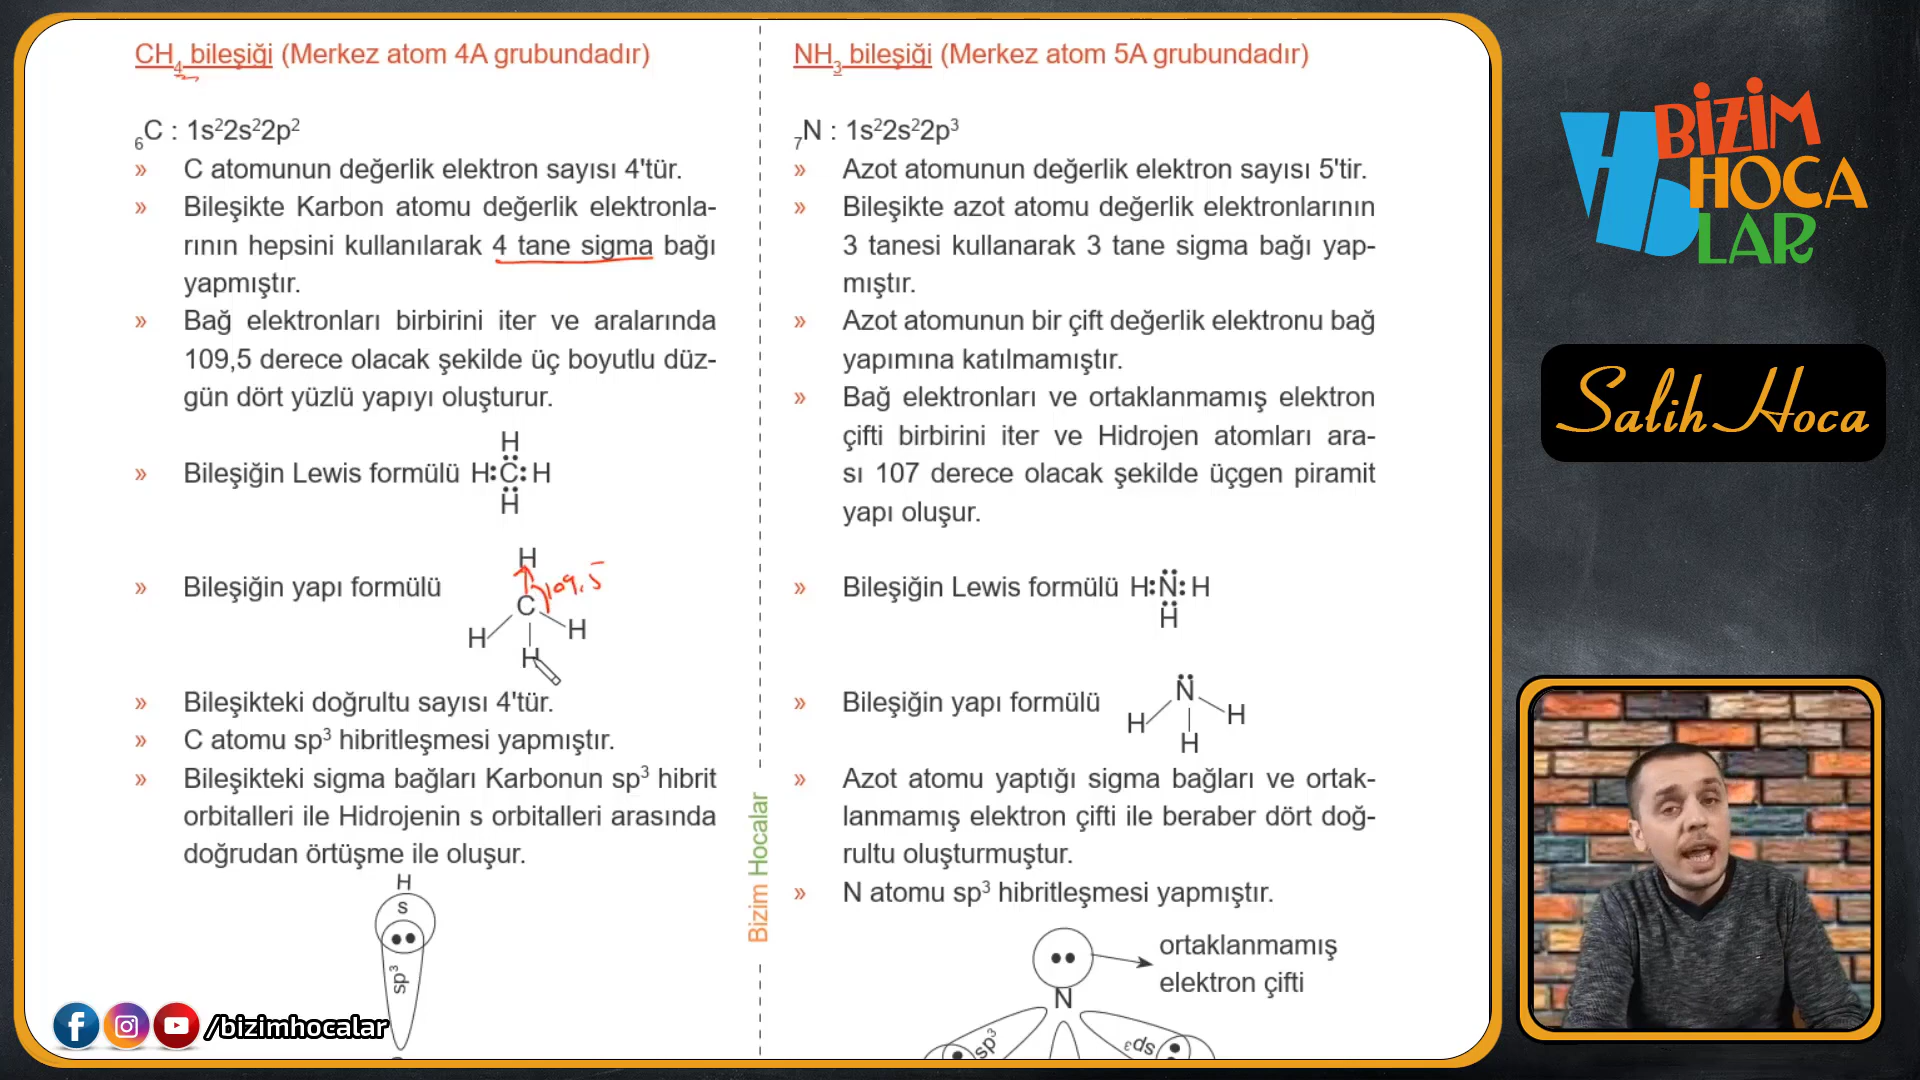 CH4 bileşiği (Merkez atom 4A grubundadır)
6C : 1s²2s²2p²
» C atomunun değerlik elektron sayısı 4'tür.
» Bileşikte Karbon atomu değerlik elektronla-
rının hepsini kullanılarak 4 tane sigma bağı
yapmıştır.
» Bağ elektronları birbirini iter ve aralarında
109,5 derece olacak şekilde üç boyutlu düz-
gün dört yüzlü yapıyı oluşturur.
H
» Bileşiğin Lewis formülü H:C:H
H
H
109,5
» Bileşiğin yapı formülü
C
H H
H
» Bileşikteki doğrultu sayısı 4'tür.
» C atomu sp³ hibritleşmesi yapmıştır.
» Bileşikteki sigma bağları Karbonun sp³ hibrit
orbitalleri ile Hidrojenin s orbitalleri arasında
doğrudan örtüşme ile oluşur.
H
s
sp³
/bizimhocalar
Bizim Hocalar
NH3 bileşiği (Merkez atom 5A grubundadır)
7N : 1s²2s²2p³
» Azot atomunun değerlik elektron sayısı 5'tir.
» Bileşikte azot atomu değerlik elektronlarının
3 tanesi kullanarak 3 tane sigma bağı yap-
mıştır.
» Azot atomunun bir çift değerlik elektronu bağ
yapımına katılmamıştır.
» Bağ elektronları ve ortaklanmamış elektron
çifti birbirini iter ve Hidrojen atomları ara-
sı 107 derece olacak şekilde üçgen piramit
yapı oluşur.
» Bileşiğin Lewis formülü H:N:H
H
» Bileşiğin yapı formülü
N
H H
H
» Azot atomu yaptığı sigma bağları ve ortak-
lanmamış elektron çifti ile beraber dört doğ-
rultu oluşturmuştur.
» N atomu sp³ hibritleşmesi yapmıştır.
ortaklanmamış
elektron çifti
N
sp³ sp³
BİZİM
HOCA
LAR
Salih Hoca